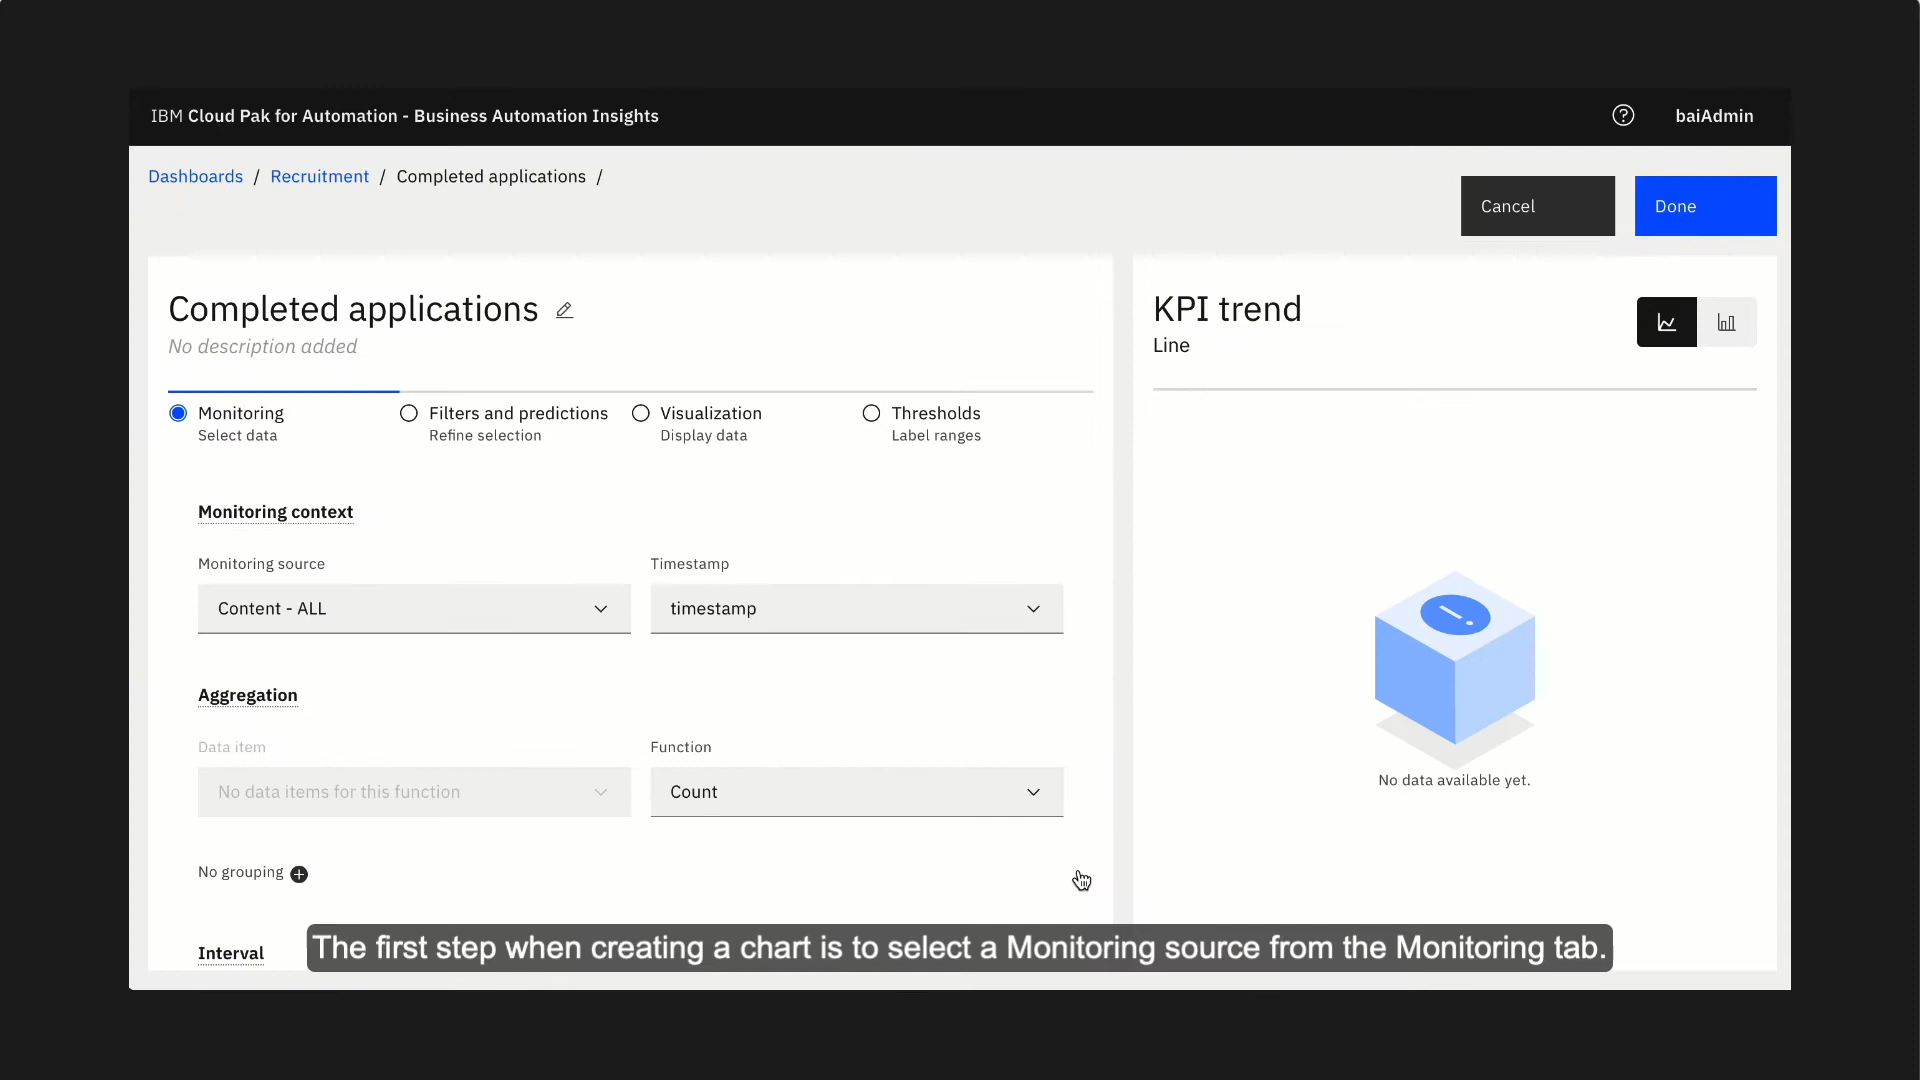 IBM Cloud Pak for Automation - Business Automation Insights
baiAdmin
Dashboards / Recruitment / Completed applications /
Cancel
Done
Completed applications
No description added
Monitoring
Select data
Filters and predictions
Refine selection
Visualization
Display data
Thresholds
Label ranges
Monitoring context
Monitoring source
Timestamp
Content - ALL
timestamp
Aggregation
Data item
Function
No data items for this function
Count
No grouping
Interval
KPI trend
Line
No data available yet.
The first step when creating a chart is to select a Monitoring source from the Monitoring tab.